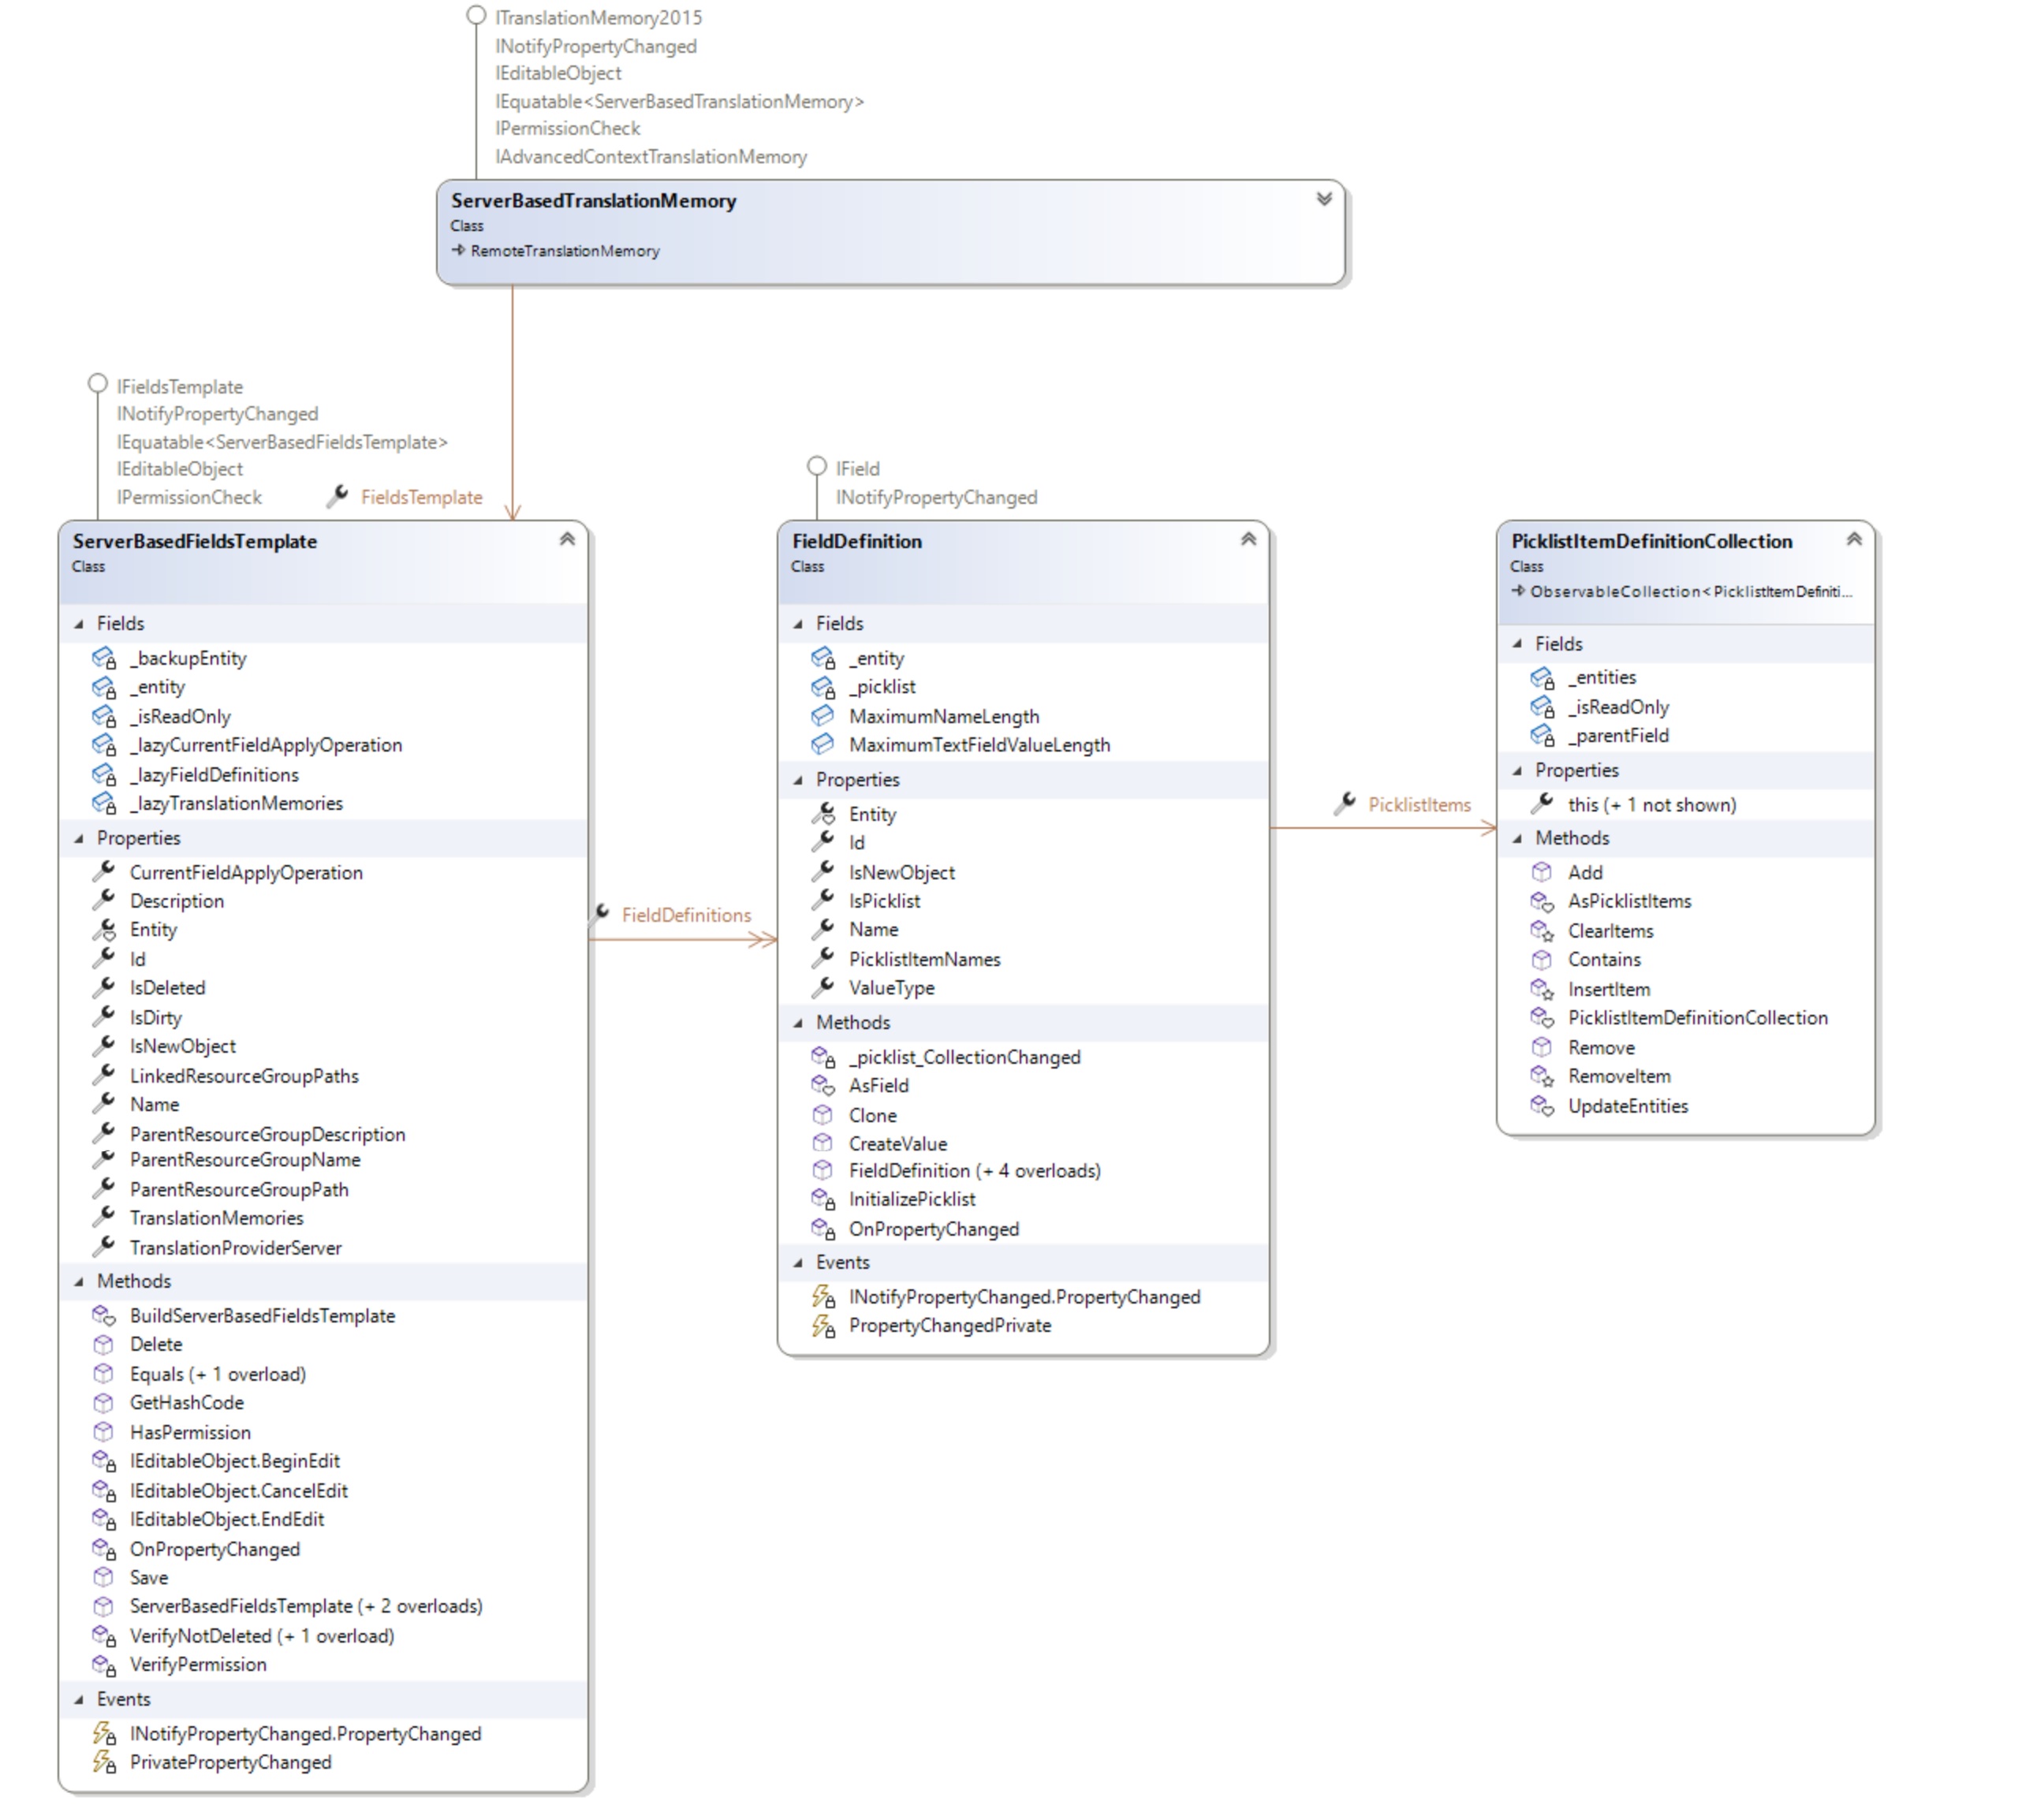 ITranslationMemory2015
INotifyPropertyChanged
IEditableObject
IEquatable<ServerBasedTranslationMemory>
IPermissionCheck
IAdvancedContextTranslationMemory
ServerBasedTranslationMemory
Class
RemoteTranslationMemory
IFieldsTemplate
INotifyPropertyChanged
IEquatable<ServerBasedFieldsTemplate>
IEditableObject
IPermissionCheck
FieldsTemplate
ServerBasedFieldsTemplate
Class
Fields
_backupEntity
_entity
_isReadOnly
_lazyCurrentFieldApplyOperation
_lazyFieldDefinitions
_lazyTranslationMemories
Properties
CurrentFieldApplyOperation
Description
Entity
Id
IsDeleted
IsDirty
IsNewObject
LinkedResourceGroupPaths
Name
ParentResourceGroupDescription
ParentResourceGroupName
ParentResourceGroupPath
TranslationMemories
TranslationProviderServer
Methods
BuildServerBasedFieldsTemplate
Delete
Equals (+ 1 overload)
GetHashCode
HasPermission
IEditableObject.BeginEdit
IEditableObject.CancelEdit
IEditableObject.EndEdit
OnPropertyChanged
Save
ServerBasedFieldsTemplate (+ 2 overloads)
VerifyNotDeleted (+ 1 overload)
VerifyPermission
Events
INotifyPropertyChanged.PropertyChanged
PrivatePropertyChanged
FieldDefinitions
IField
INotifyPropertyChanged
FieldDefinition
Class
Fields
_entity
_picklist
MaximumNameLength
MaximumTextFieldValueLength
Properties
Entity
Id
IsNewObject
IsPicklist
Name
PicklistItemNames
ValueType
Methods
_picklist_CollectionChanged
AsField
Clone
CreateValue
FieldDefinition (+ 4 overloads)
InitializePicklist
OnPropertyChanged
Events
INotifyPropertyChanged.PropertyChanged
PropertyChangedPrivate
PicklistItems
PicklistItemDefinitionCollection
Class
ObservableCollection<PicklistItemDefiniti...
Fields
_entities
_isReadOnly
_parentField
Properties
this (+ 1 not shown)
Methods
Add
AsPicklistItems
ClearItems
Contains
InsertItem
PicklistItemDefinitionCollection
Remove
RemoveItem
UpdateEntities